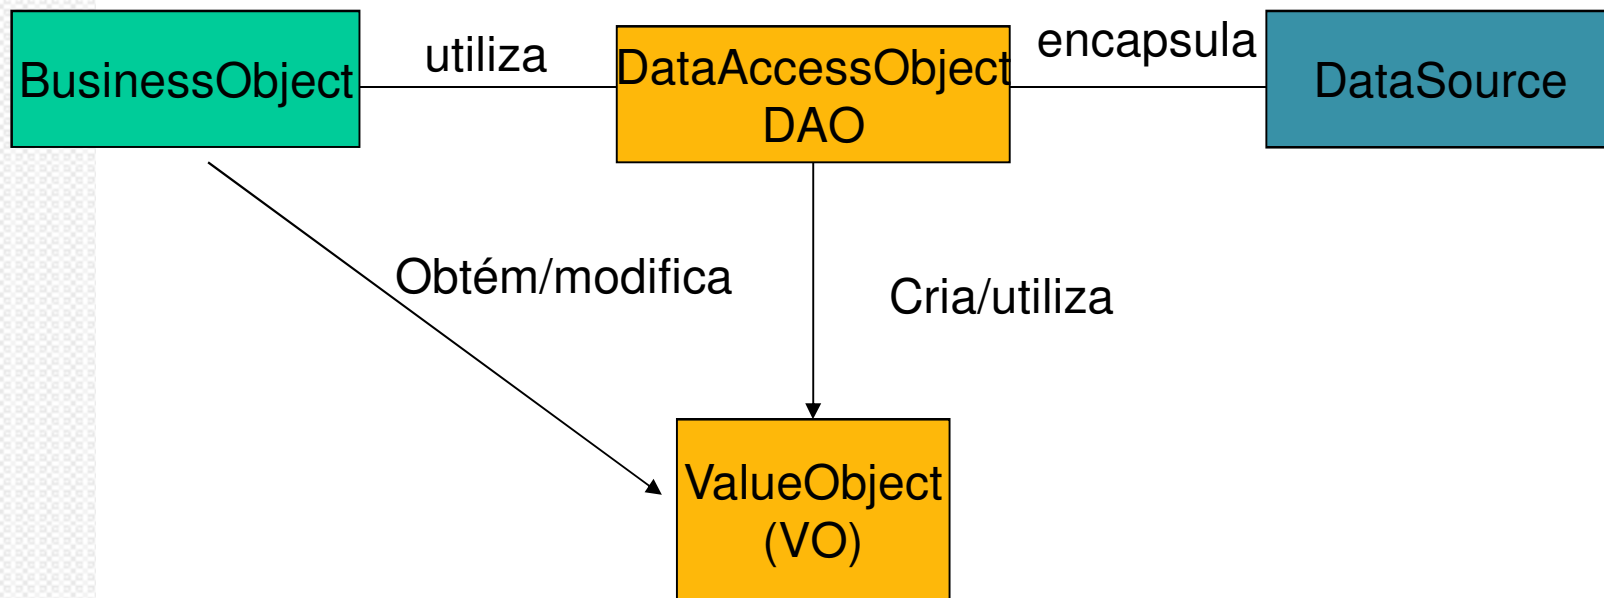 BusinessObject
utiliza
DataAccessObject
DAO
encapsula
DataSource
Obtém/modifica
Cria/utiliza
ValueObject
(VO)